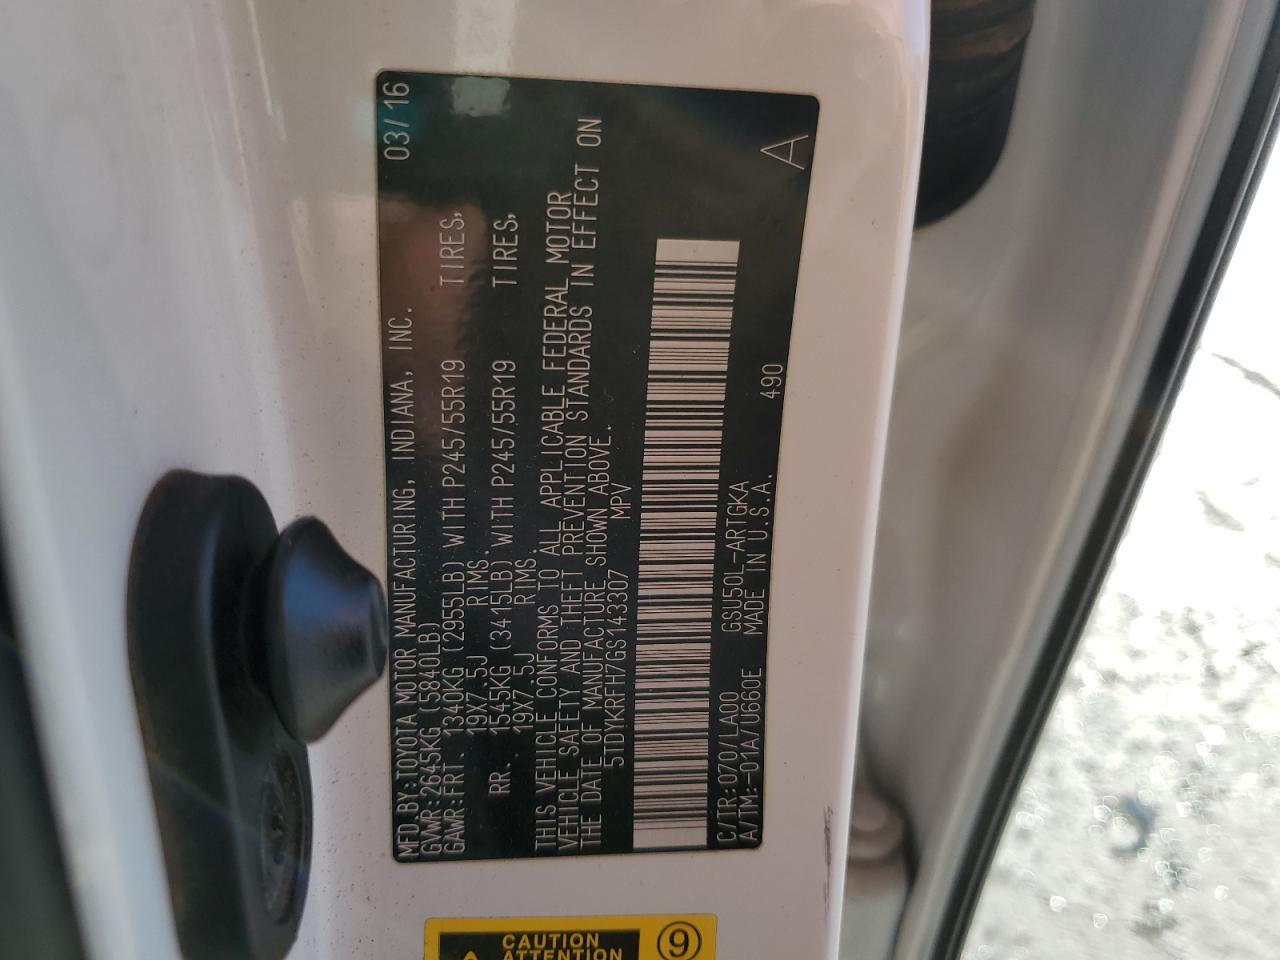 MFD.BY:TOYOTA MOTOR MANUFACTURING, INDIANA, INC. 03/16
GVWR:2645KG (5840LB)
GAWR:FRT. 1340KG (2955LB) WITH P245/55R19 TIRES,
19X7.5J RIMS.
RR. 1545KG (3415LB) WITH P245/55R19 TIRES,
19X7.5J RIMS.
THIS VEHICLE CONFORMS TO ALL APPLICABLE FEDERAL MOTOR
VEHICLE SAFETY AND THEFT PREVENTION STANDARDS IN EFFECT ON
THE DATE OF MANUFACTURE SHOWN ABOVE.
5TDYKRFH7GS143307 MPV
C/TR:070/LA00 GSU50L-ARTGKA
A/TM:-01A/U660E MADE IN U.S.A. 490 A
CAUTION
ATTENTION
9